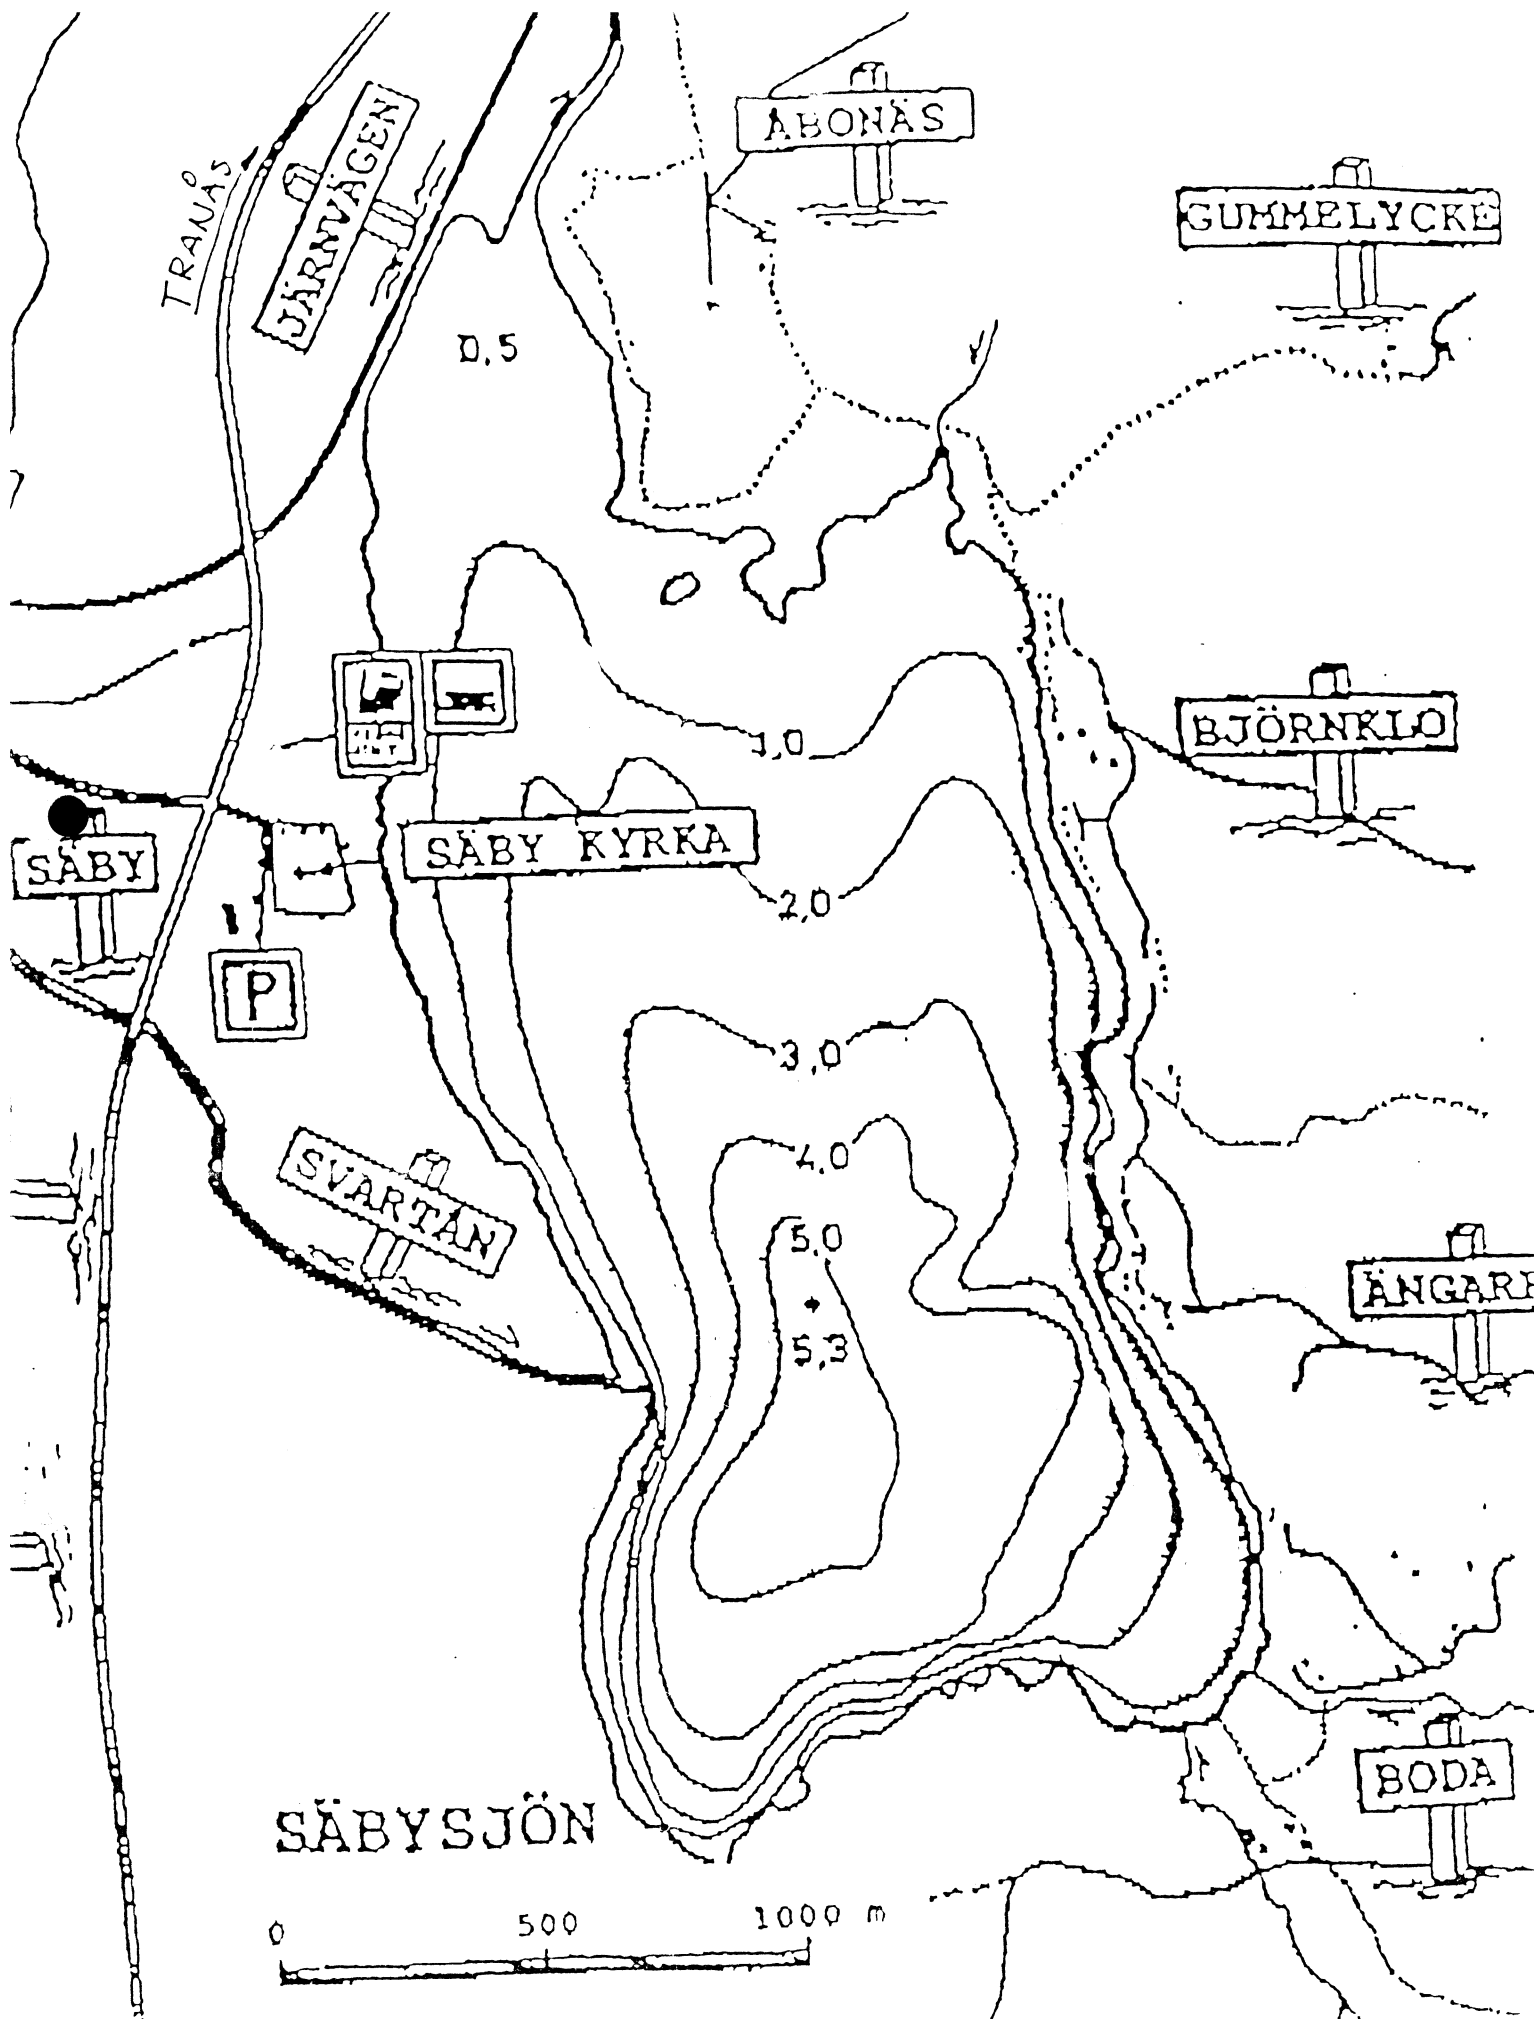 ÅBONÄS
JÄRNVÄGEN
TRANÅS
GUMMELYCKE
0,5
BJÖRNKLO
1,0
SÄBY KYRKA
SÄBY
2,0
P
3,0
4,0
SVARTÅN
5,0
5,3
BODA
SÄBYSJÖN
0 500 1000 m